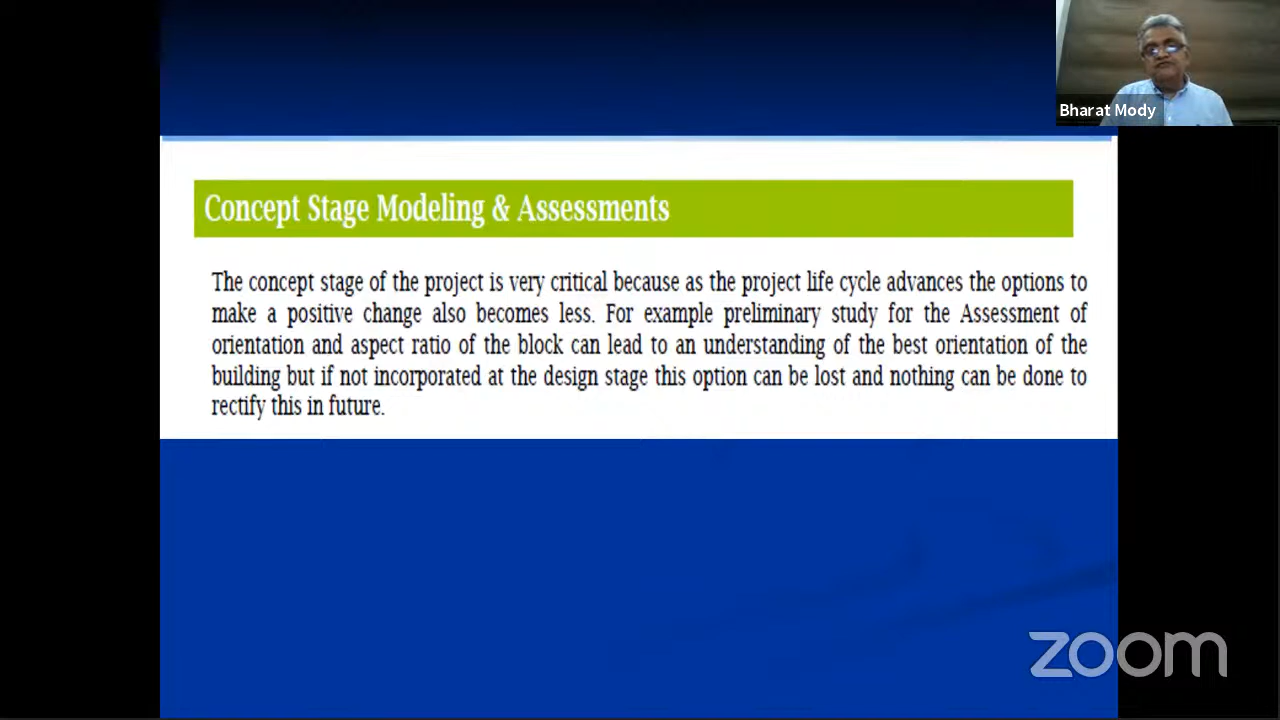 Bharat Mody
Concept Stage Modeling & Assessments
The concept stage of the project is very critical because as the project life cycle advances the options to
make a positive change also becomes less. For example preliminary study for the Assessment of
orientation and aspect ratio of the block can lead to an understanding of the best orientation of the
building but if not incorporated at the design stage this option can be lost and nothing can be done to
rectify this in future.
zoom